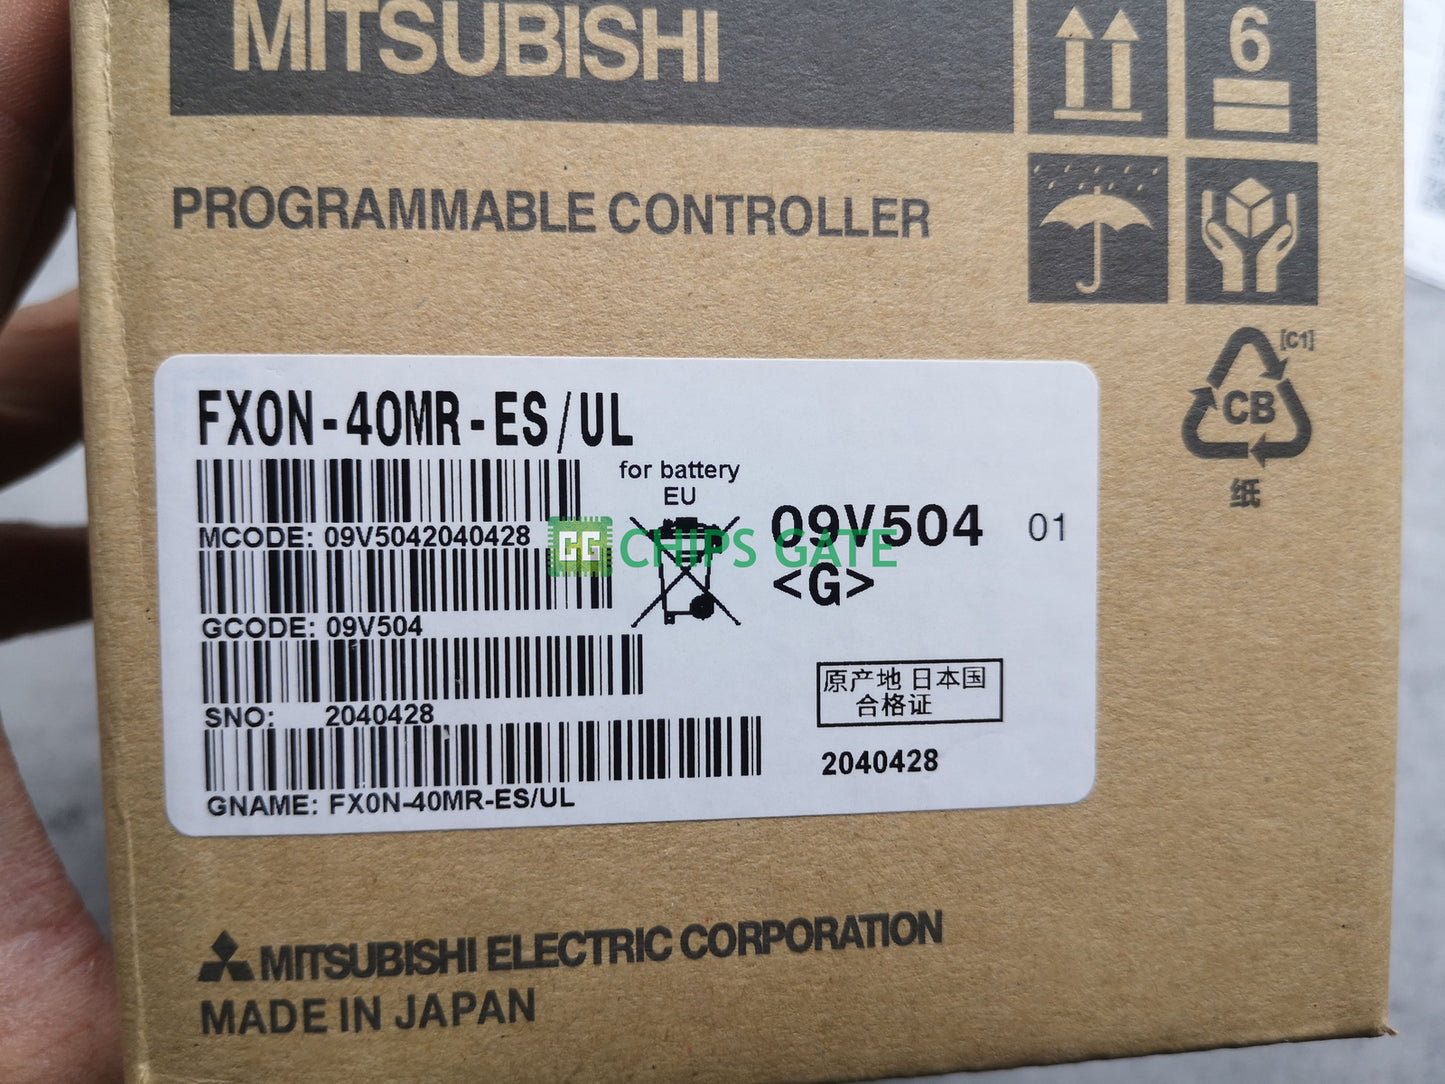 MITSUBISHI
6
PROGRAMMABLE CONTROLLER
[C1]
CB
纸
FX0N-40MR-ES/UL
for battery
EU
MCODE: 09V5042040428
CG CHIPS GATE
09V504 01
<G>
GCODE: 09V504
SNO: 2040428
原产地 日本国
合格证
2040428
GNAME: FX0N-40MR-ES/UL
MITSUBISHI ELECTRIC CORPORATION
MADE IN JAPAN